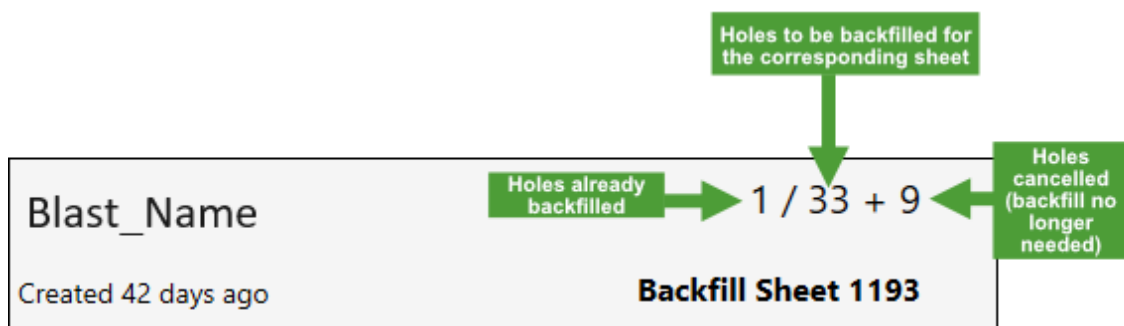 Holes to be backfilled for
the corresponding sheet
Holes already
backfilled
1 / 33 + 9
Holes
cancelled
(backfill no
longer
needed)
Blast_Name
Created 42 days ago
Backfill Sheet 1193